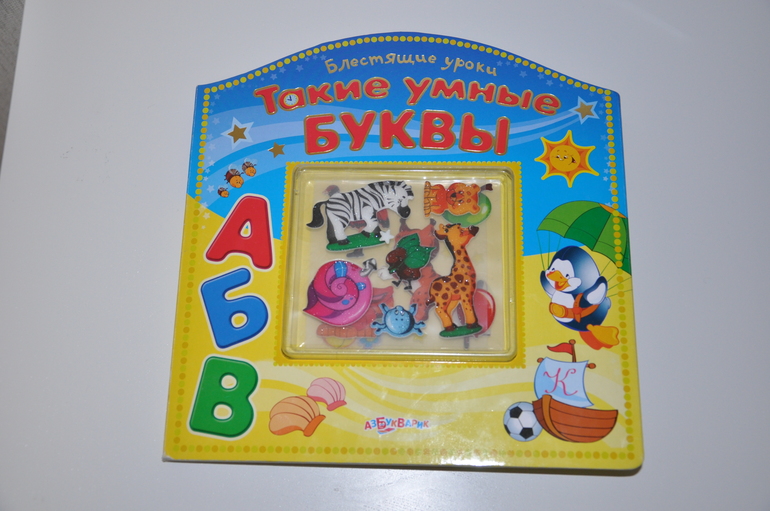 Блестящие уроки
Такие умные
БУКВЫ
А
Б
В
К
АЗБУКВАРИК